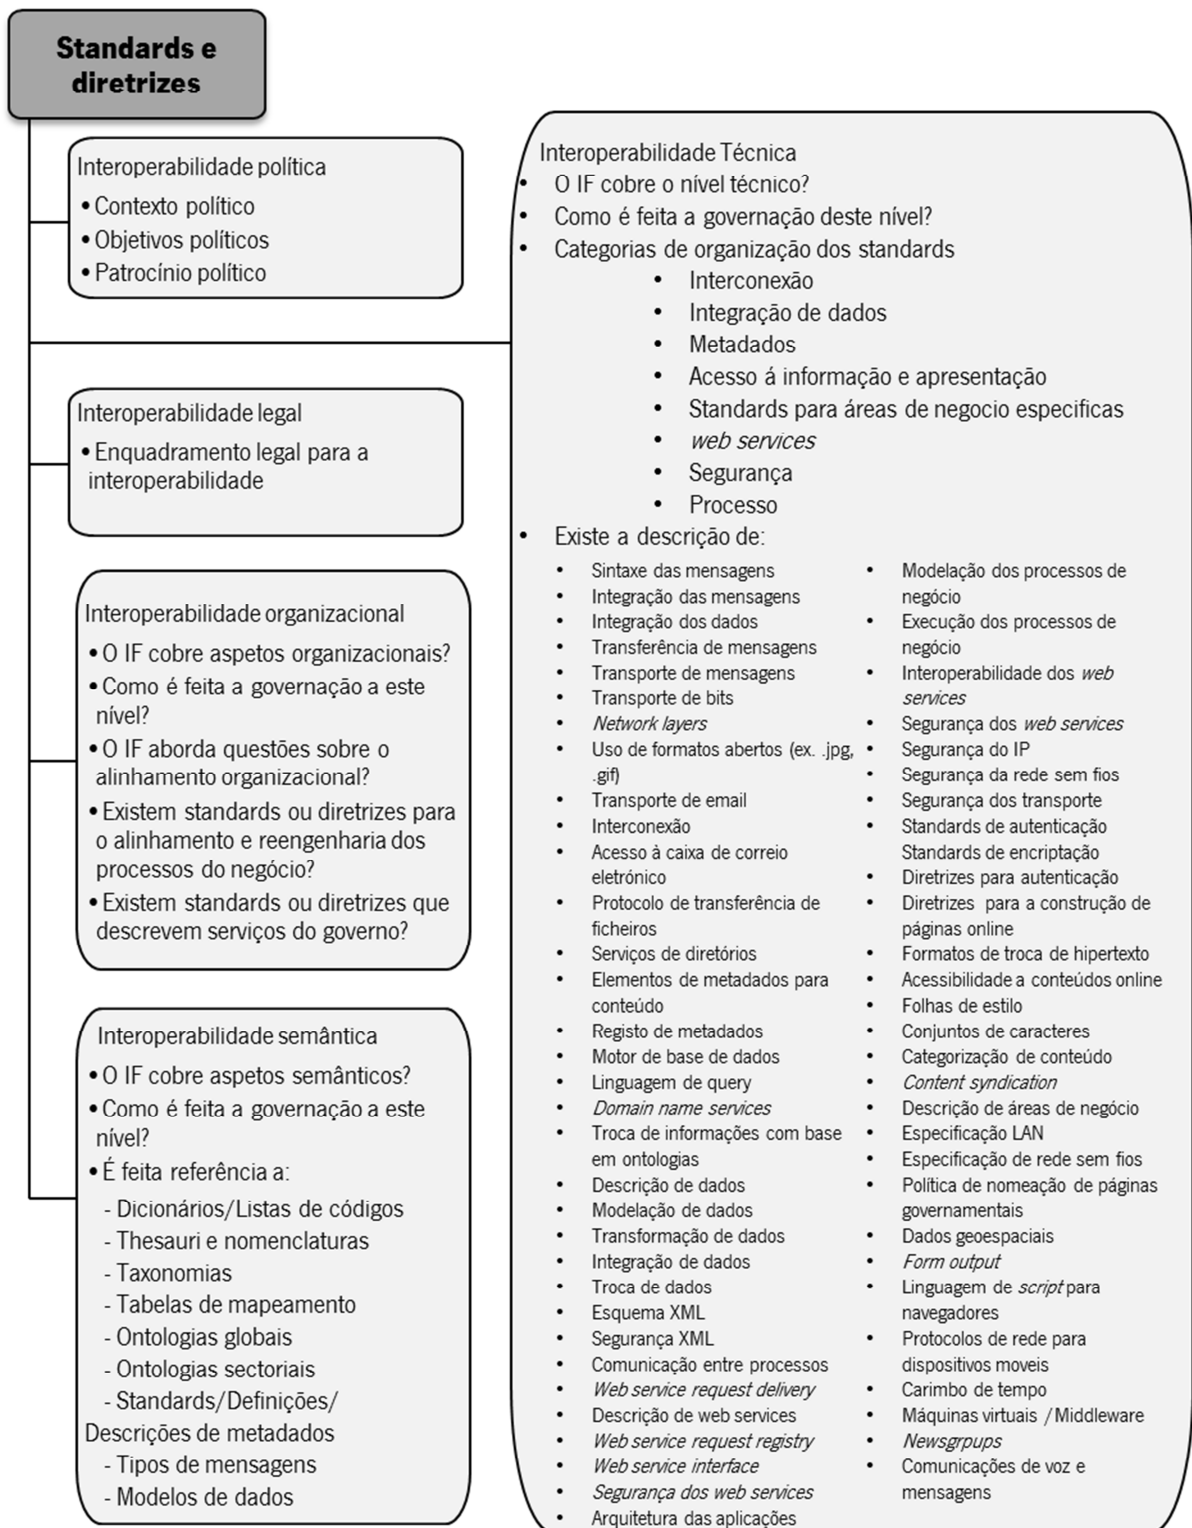 Standards e
diretrizes
Interoperabilidade política
• Contexto político
• Objetivos políticos
• Patrocínio político
Interoperabilidade legal
• Enquadramento legal para a
interoperabilidade
Interoperabilidade organizacional
• O IF cobre aspetos organizacionais?
• Como é feita a governação a este
nível?
• O IF aborda questões sobre o
alinhamento organizacional?
• Existem standards ou diretrizes para
o alinhamento e reengenharia dos
processos do negócio?
• Existem standards ou diretrizes que
descrevem serviços do governo?
Interoperabilidade semântica
• O IF cobre aspetos semânticos?
• Como é feita a governação a este
nível?
• É feita referência a:
- Dicionários/Listas de códigos
- Thesauri e nomenclaturas
- Taxonomias
- Tabelas de mapeamento
- Ontologias globais
- Ontologias sectoriais
- Standards/Definições/
Descrições de metadados
- Tipos de mensagens
- Modelos de dados
Interoperabilidade Técnica
• O IF cobre o nível técnico?
• Como é feita a governação deste nível?
• Categorias de organização dos standards
• Interconexão
• Integração de dados
• Metadados
• Acesso á informação e apresentação
• Standards para áreas de negocio especificas
• web services
• Segurança
• Processo
• Existe a descrição de:
• Sintaxe das mensagens
• Integração das mensagens
• Integração dos dados
• Transferência de mensagens
• Transporte de mensagens
• Transporte de bits
• Network layers
• Uso de formatos abertos (ex. .jpg,
.gif)
• Transporte de email
• Interconexão
• Acesso à caixa de correio
eletrónico
• Protocolo de transferência de
ficheiros
• Serviços de diretórios
• Elementos de metadados para
conteúdo
• Registo de metadados
• Motor de base de dados
• Linguagem de query
• Domain name services
• Troca de informações com base
em ontologias
• Descrição de dados
• Modelação de dados
• Transformação de dados
• Integração de dados
• Troca de dados
• Esquema XML
• Segurança XML
• Comunicação entre processos
• Web service request delivery
• Descrição de web services
• Web service request registry
• Web service interface
• Segurança dos web services
• Arquitetura das aplicações
• Modelação dos processos de
negócio
• Execução dos processos de
negócio
• Interoperabilidade dos web
services
• Segurança dos web services
• Segurança do IP
• Segurança da rede sem fios
• Segurança dos transporte
• Standards de autenticação
Standards de encriptação
• Diretrizes para autenticação
• Diretrizes para a construção de
páginas online
• Formatos de troca de hipertexto
• Acessibilidade a conteúdos online
• Folhas de estilo
• Conjuntos de caracteres
• Categorização de conteúdo
• Content syndication
• Descrição de áreas de negócio
• Especificação LAN
• Especificação de rede sem fios
• Política de nomeação de páginas
governamentais
• Dados geoespaciais
• Form output
• Linguagem de script para
navegadores
• Protocolos de rede para
dispositivos moveis
• Carimbo de tempo
• Máquinas virtuais / Middleware
• Newsgrpups
• Comunicações de voz e
mensagens